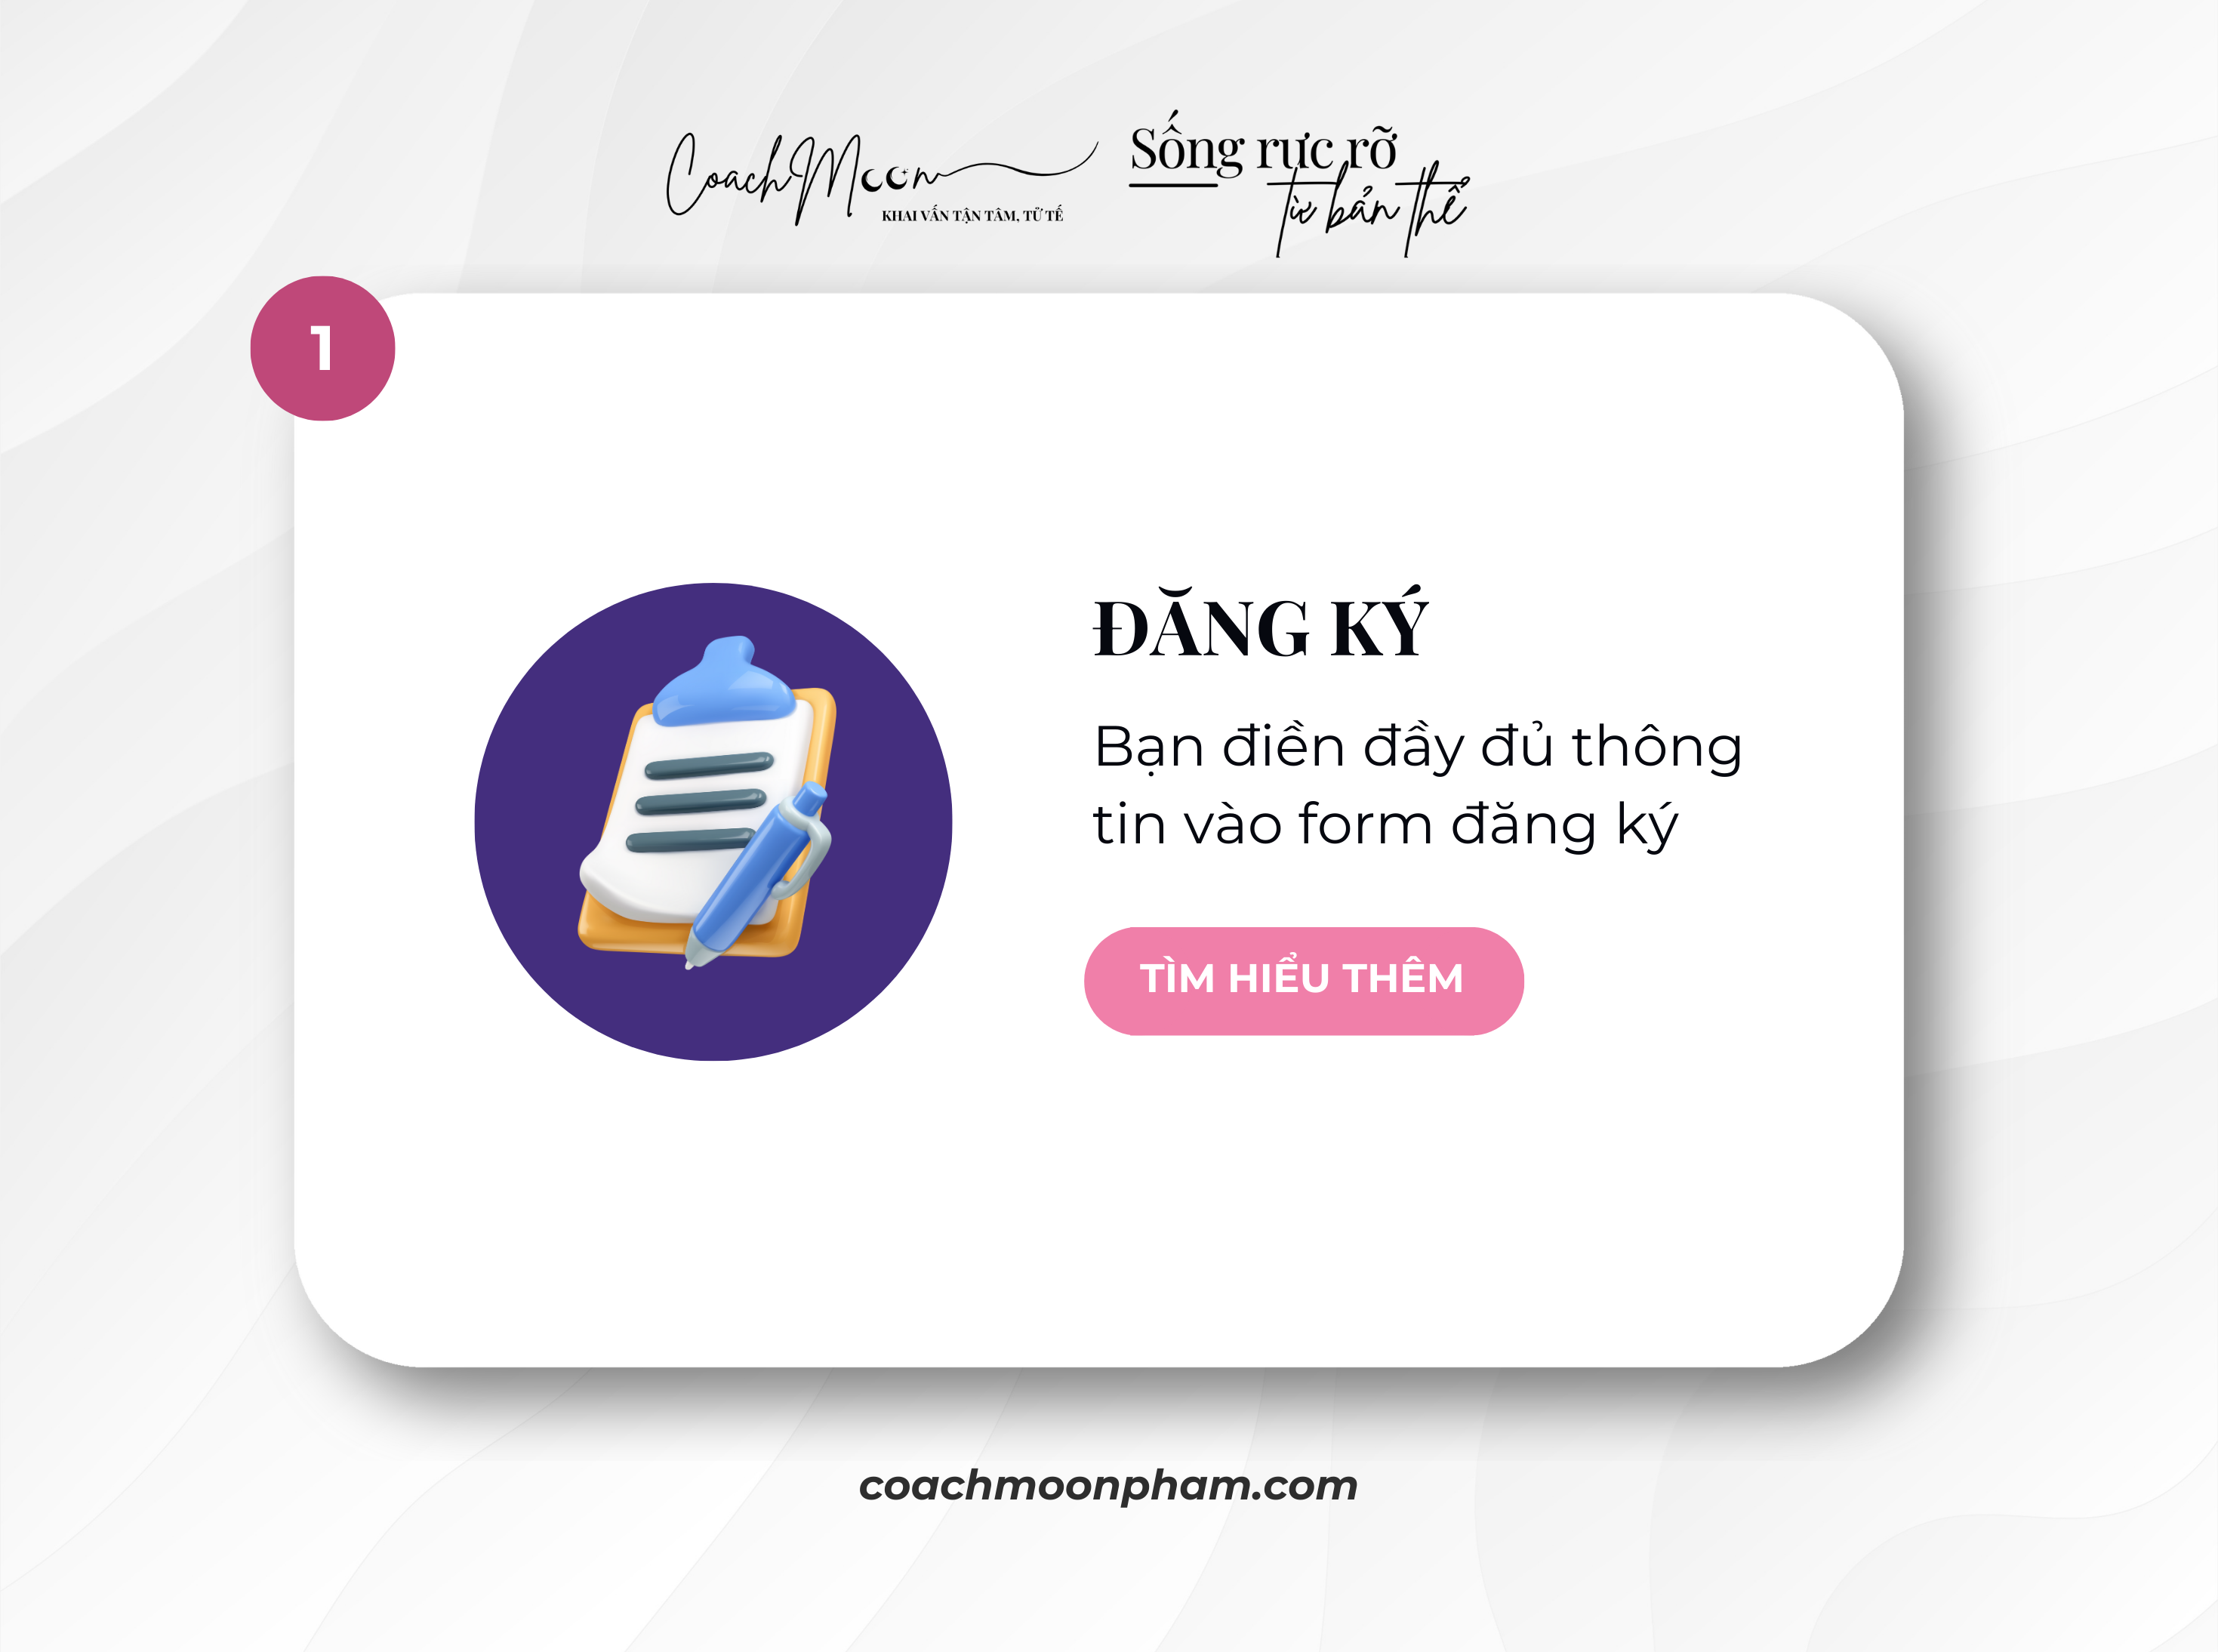 CoachMoon
KHAI VẤN TẬN TÂM, TỬ TẾ
Sống rực rỡ
từ bản thể
1
ĐĂNG KÝ
Bạn điền đầy đủ thông
tin vào form đăng ký
TÌM HIỂU THÊM
coachmoonpham.com